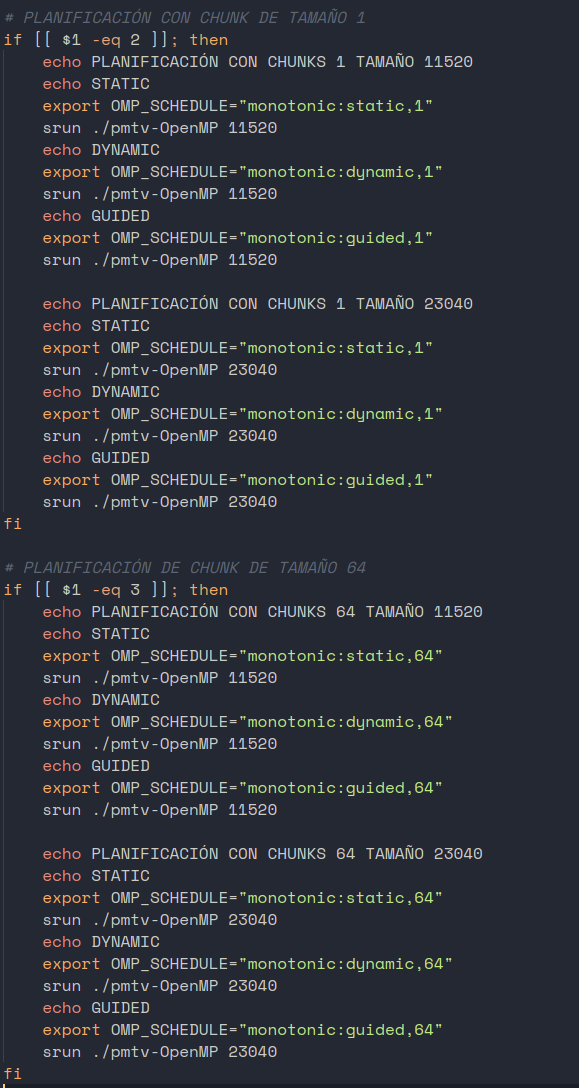 # PLANIFICACIÓN CON CHUNK DE TAMAÑO 1
if [[ $1 -eq 2 ]]; then
    echo PLANIFICACIÓN CON CHUNKS 1 TAMAÑO 11520
    echo STATIC
    export OMP_SCHEDULE="monotonic:static,1"
    srun ./pmtv-OpenMP 11520
    echo DYNAMIC
    export OMP_SCHEDULE="monotonic:dynamic,1"
    srun ./pmtv-OpenMP 11520
    echo GUIDED
    export OMP_SCHEDULE="monotonic:guided,1"
    srun ./pmtv-OpenMP 11520

    echo PLANIFICACIÓN CON CHUNKS 1 TAMAÑO 23040
    echo STATIC
    export OMP_SCHEDULE="monotonic:static,1"
    srun ./pmtv-OpenMP 23040
    echo DYNAMIC
    export OMP_SCHEDULE="monotonic:dynamic,1"
    srun ./pmtv-OpenMP 23040
    echo GUIDED
    export OMP_SCHEDULE="monotonic:guided,1"
    srun ./pmtv-OpenMP 23040
fi

# PLANIFICACIÓN DE CHUNK DE TAMAÑO 64
if [[ $1 -eq 3 ]]; then
    echo PLANIFICACIÓN CON CHUNKS 64 TAMAÑO 11520
    echo STATIC
    export OMP_SCHEDULE="monotonic:static,64"
    srun ./pmtv-OpenMP 11520
    echo DYNAMIC
    export OMP_SCHEDULE="monotonic:dynamic,64"
    srun ./pmtv-OpenMP 11520
    echo GUIDED
    export OMP_SCHEDULE="monotonic:guided,64"
    srun ./pmtv-OpenMP 11520

    echo PLANIFICACIÓN CON CHUNKS 64 TAMAÑO 23040
    echo STATIC
    export OMP_SCHEDULE="monotonic:static,64"
    srun ./pmtv-OpenMP 23040
    echo DYNAMIC
    export OMP_SCHEDULE="monotonic:dynamic,64"
    srun ./pmtv-OpenMP 23040
    echo GUIDED
    export OMP_SCHEDULE="monotonic:guided,64"
    srun ./pmtv-OpenMP 23040
fi